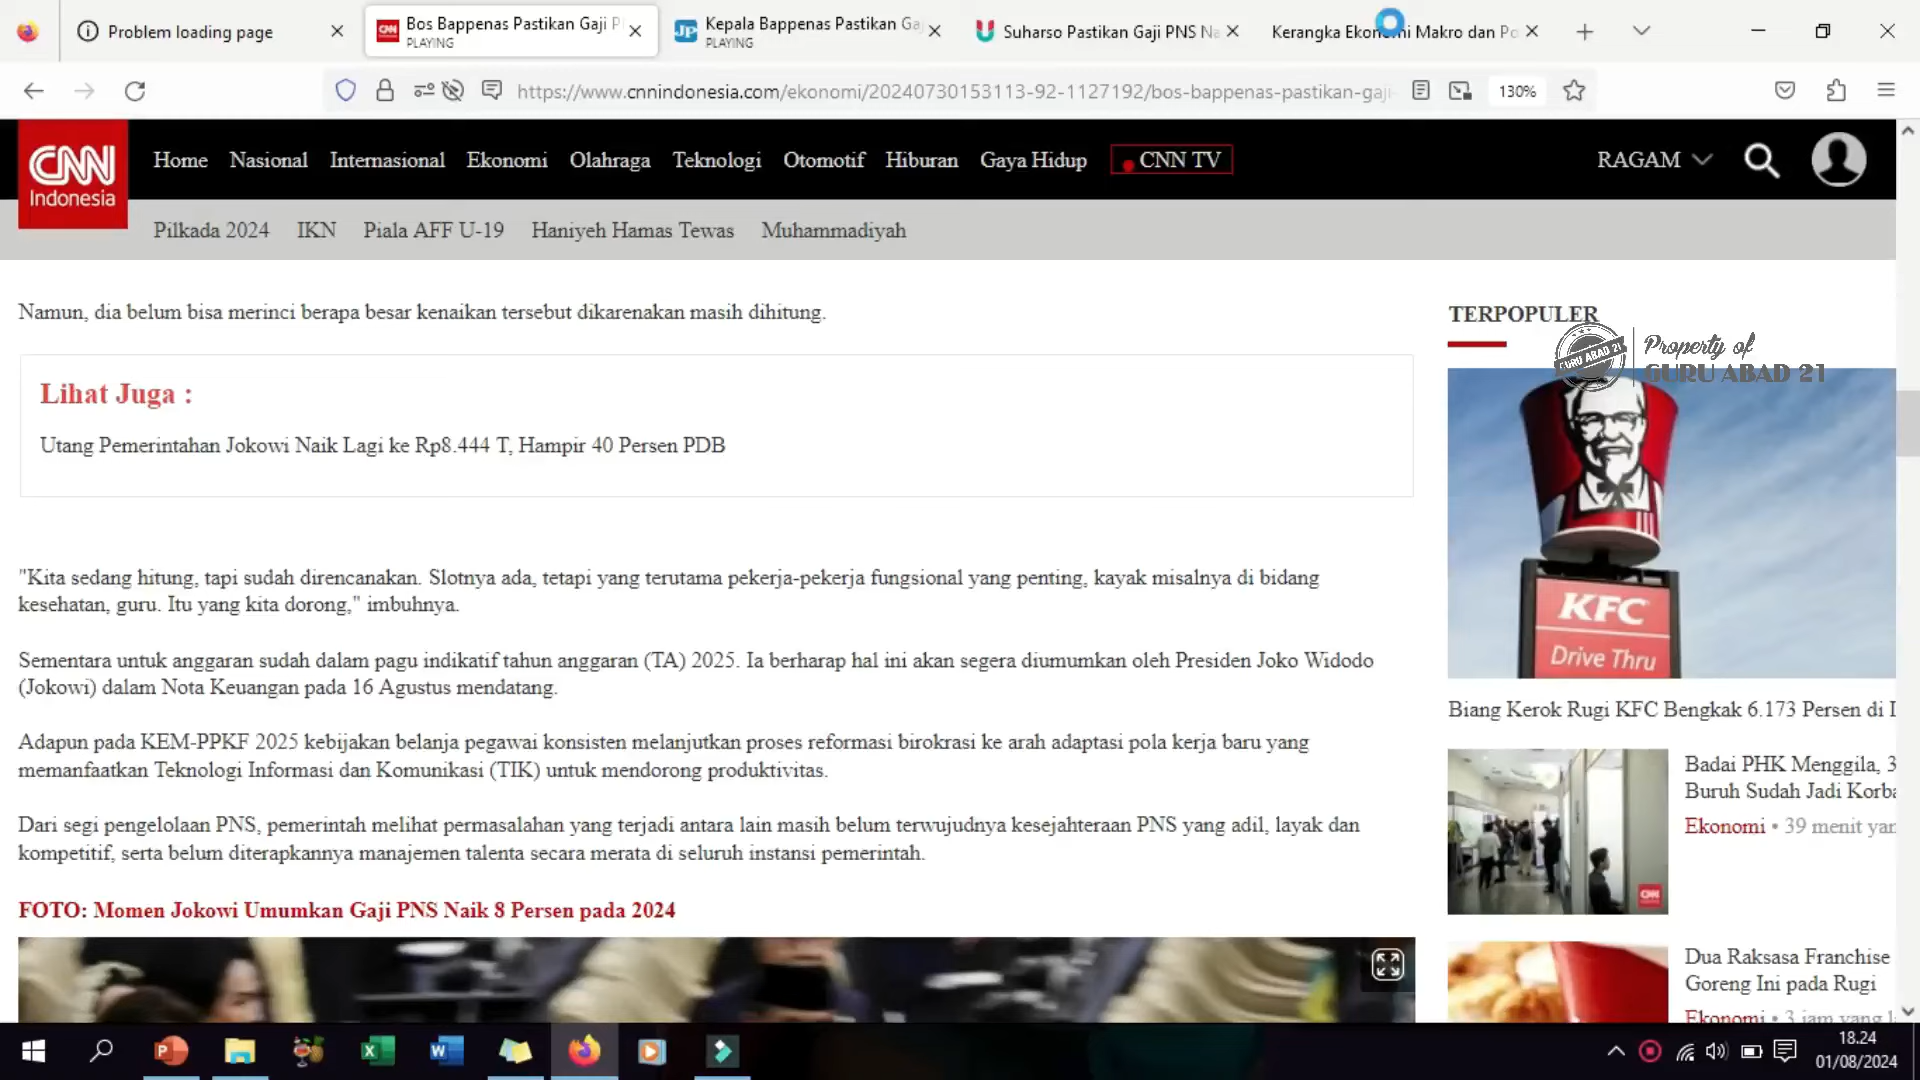 Problem loading page
Bos Bappenas Pastikan Gaji P
PLAYING
Kepala Bappenas Pastikan Ga
PLAYING
Suharso Pastikan Gaji PNS Na
Kerangka Ekonomi Makro dan Po
https://www.cnnindonesia.com/ekonomi/20240730153113-92-1127192/bos-bappenas-pastikan-gaji-
130%
CNN
Indonesia
Home
Nasional
Internasional
Ekonomi
Olahraga
Teknologi
Otomotif
Hiburan
Gaya Hidup
CNN TV
RAGAM
Pilkada 2024
IKN
Piala AFF U-19
Haniyeh Hamas Tewas
Muhammadiyah
Namun, dia belum bisa merinci berapa besar kenaikan tersebut dikarenakan masih dihitung.
Lihat Juga :
Utang Pemerintahan Jokowi Naik Lagi ke Rp8.444 T, Hampir 40 Persen PDB
"Kita sedang hitung, tapi sudah direncanakan. Slotnya ada, tetapi yang terutama pekerja-pekerja fungsional yang penting, kayak misalnya di bidang
kesehatan, guru. Itu yang kita dorong," imbuhnya.
Sementara untuk anggaran sudah dalam pagu indikatif tahun anggaran (TA) 2025. Ia berharap hal ini akan segera diumumkan oleh Presiden Joko Widodo
(Jokowi) dalam Nota Keuangan pada 16 Agustus mendatang.
Adapun pada KEM-PPKF 2025 kebijakan belanja pegawai konsisten melanjutkan proses reformasi birokrasi ke arah adaptasi pola kerja baru yang
memanfaatkan Teknologi Informasi dan Komunikasi (TIK) untuk mendorong produktivitas.
Dari segi pengelolaan PNS, pemerintah melihat permasalahan yang terjadi antara lain masih belum terwujudnya kesejahteraan PNS yang adil, layak dan
kompetitif, serta belum diterapkannya manajemen talenta secara merata di seluruh instansi pemerintah.
FOTO: Momen Jokowi Umumkan Gaji PNS Naik 8 Persen pada 2024
TERPOPULER
GURU ABAD 21
Property of
GURU ABAD 21
KFC
Drive Thru
Biang Kerok Rugi KFC Bengkak 6.173 Persen di I
Badai PHK Menggila, 3
Buruh Sudah Jadi Korba
Ekonomi • 39 menit yan
CNN
Dua Raksasa Franchise
Goreng Ini pada Rugi
Ekonomi • 3 jam yang l
18.24
01/08/2024